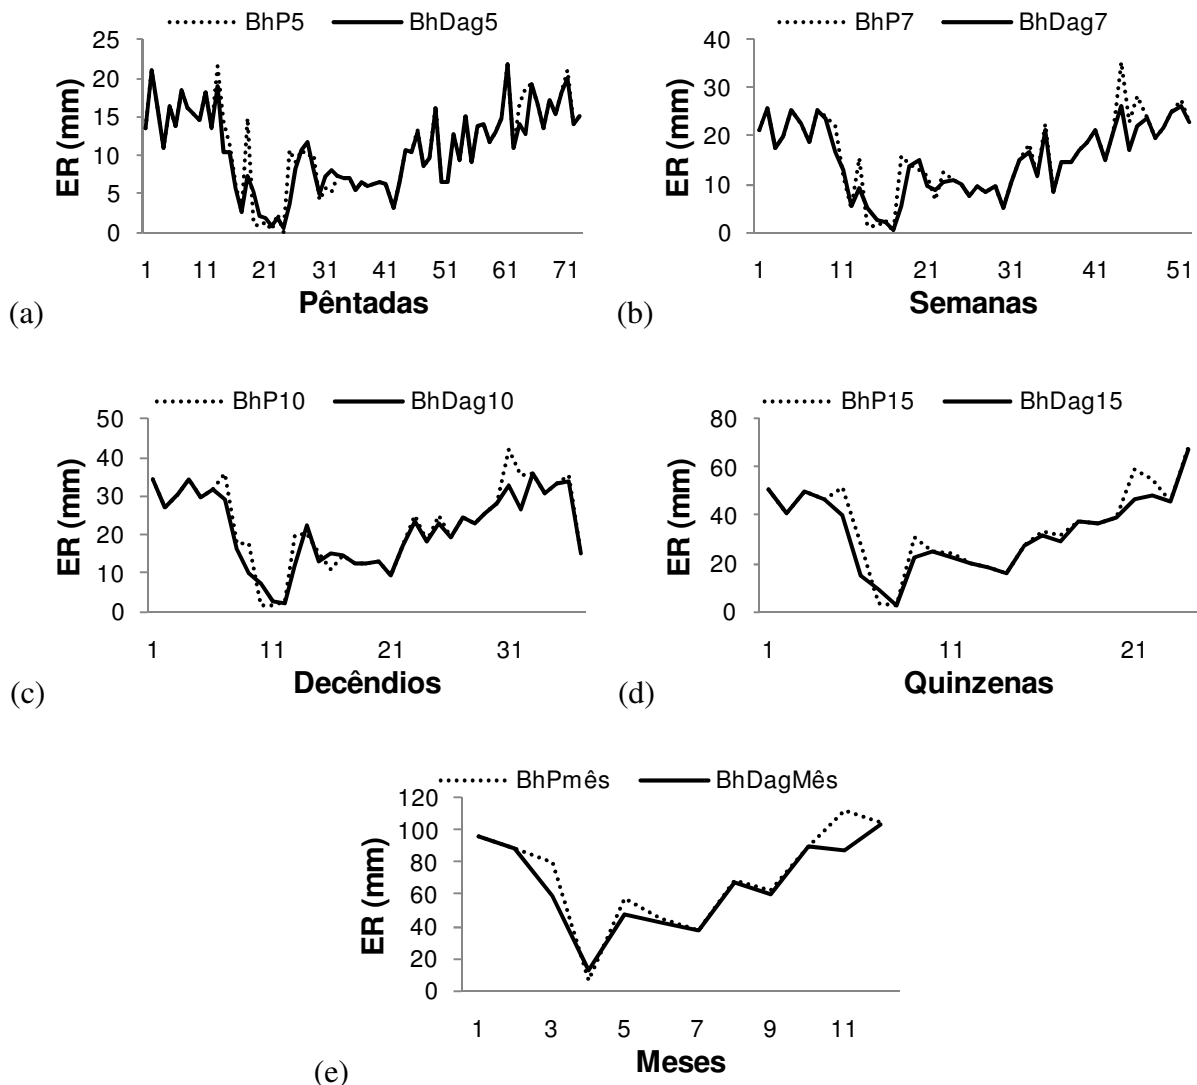 BhP5 BhDag5
25
20
15
10
5
0
ER (mm)
1 11 21 31 41 51 61 71
Pêntadas
(a)
BhP7 BhDag7
40
30
20
10
0
ER (mm)
1 11 21 31 41 51
Semanas
(b)
BhP10 BhDag10
50
40
30
20
10
0
ER (mm)
1 11 21 31
Decêndios
(c)
BhP15 BhDag15
80
60
40
20
0
ER (mm)
1 11 21
Quinzenas
(d)
BhPmês BhDagMês
120
100
80
60
40
20
0
ER (mm)
1 3 5 7 9 11
Meses
(e)